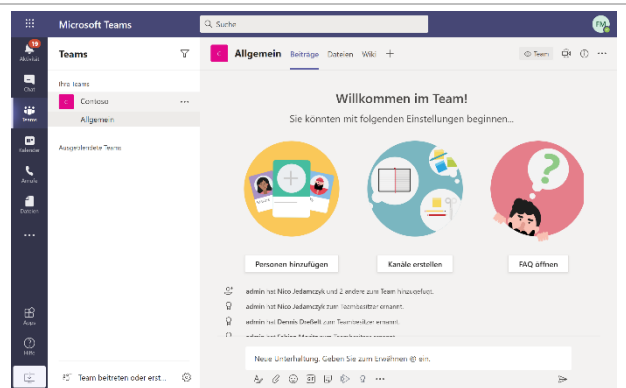 Microsoft Teams
Suche
FM
19
Aktivität
Chat
Teams
Kalender
Anrufe
Dateien
Apps
Hilfe
Teams
Ihre Teams
C
Contoso
Allgemein
Ausgeblendete Teams
Team beitreten oder erst...
C
Allgemein
Beiträge
Dateien
Wiki
Team
Willkommen im Team!
Sie könnten mit folgenden Einstellungen beginnen...
Personen hinzufügen
Kanäle erstellen
FAQ öffnen
admin hat Nico Jedamczyk und 2 andere zum Team hinzugefügt.
admin hat Nico Jedamczyk zum Teambesitzer ernannt.
admin hat Dennis Dreßelt zum Teambesitzer ernannt.
Neue Unterhaltung. Geben Sie zum Erwähnen @ ein.